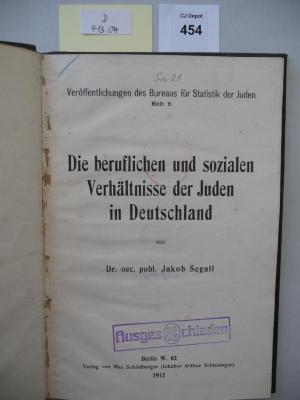 D
413.04
CJ Depot
454
Sn. 21
Veröffentlichungen des Bureaus für Statistik der Juden
Heft 9.
Die beruflichen und sozialen
Verhältnisse der Juden
in Deutschland
von
Dr. oec. publ. Jakob Segall
Ausgeschieden
Berlin W. 62
Verlag von Max Schildberger (Inhaber Arthur Schlesinger)
1912